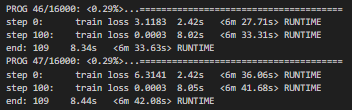 PROG 46/16000: <0.29%>...=====================================
step 0: train loss 3.1183 2.42s <6m 27.71s> RUNTIME
step 100: train loss 0.0003 8.02s <6m 33.31s> RUNTIME
end: 109 8.34s <6m 33.63s> RUNTIME
PROG 47/16000: <0.29%>...=====================================
step 0: train loss 6.3141 2.42s <6m 36.06s> RUNTIME
step 100: train loss 0.0003 8.05s <6m 41.68s> RUNTIME
end: 109 8.44s <6m 42.08s> RUNTIME